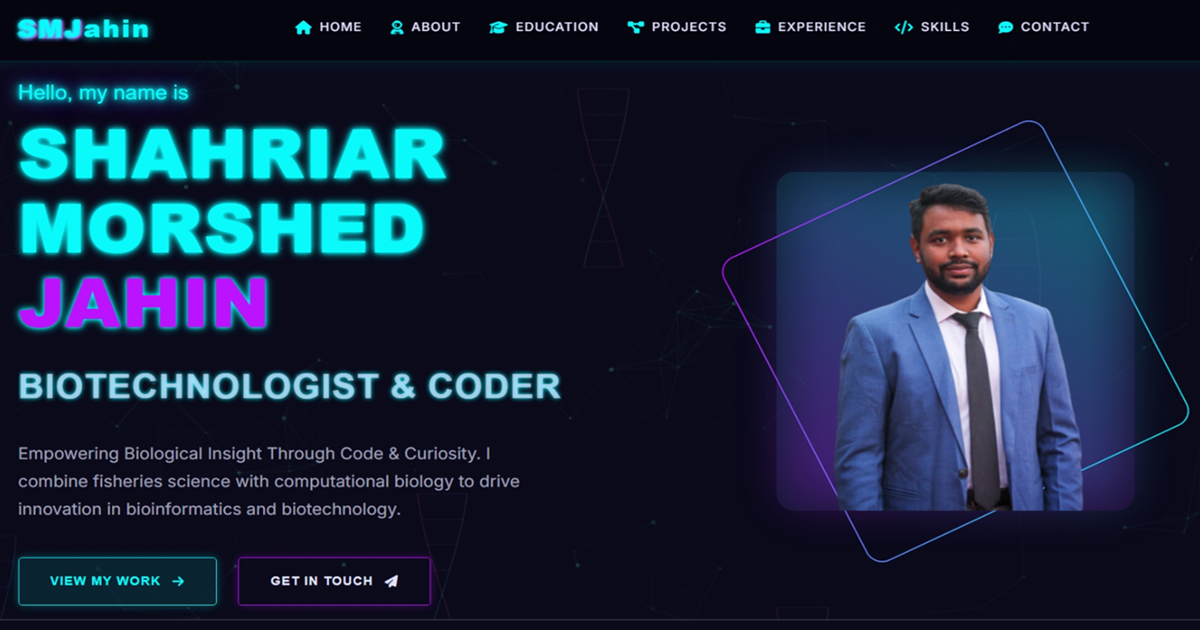 SMJahin
HOME ABOUT EDUCATION PROJECTS EXPERIENCE SKILLS CONTACT
Hello, my name is
SHAHRIAR
MORSHED
JAHIN
BIOTECHNOLOGIST & CODER
Empowering Biological Insight Through Code & Curiosity. I
combine fisheries science with computational biology to drive
innovation in bioinformatics and biotechnology.
VIEW MY WORK
GET IN TOUCH